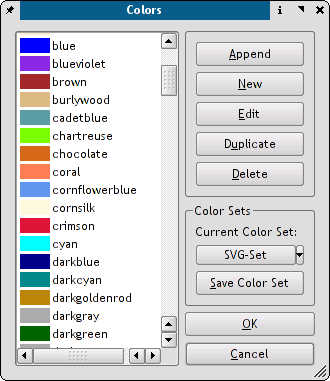 Colors
blue
blueviolet
brown
burlywood
cadetblue
chartreuse
chocolate
coral
cornflowerblue
cornsilk
crimson
cyan
darkblue
darkcyan
darkgoldenrod
darkgray
darkgreen
Append
New
Edit
Duplicate
Delete
Color Sets
Current Color Set:
SVG-Set
Save Color Set
OK
Cancel